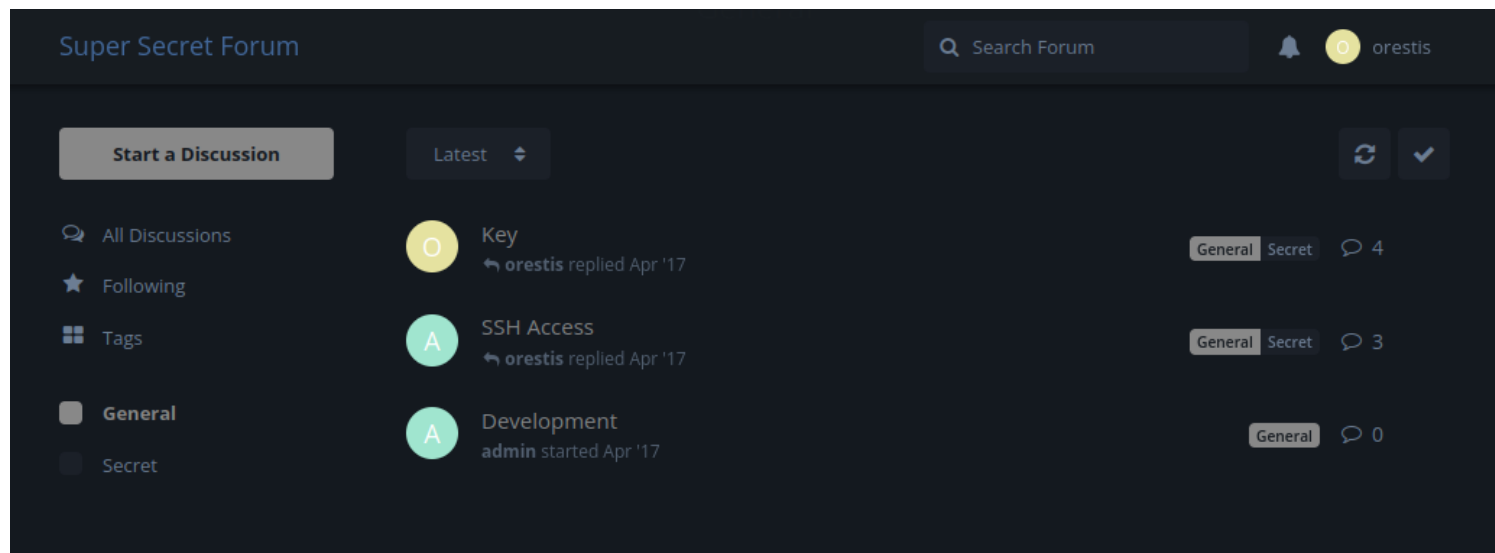 Super Secret Forum
Search Forum
O orestis
Start a Discussion
Latest
All Discussions
Following
Tags
General
Secret
O Key
orestis replied Apr '17
General Secret 4
A SSH Access
orestis replied Apr '17
General Secret 3
A Development
admin started Apr '17
General 0